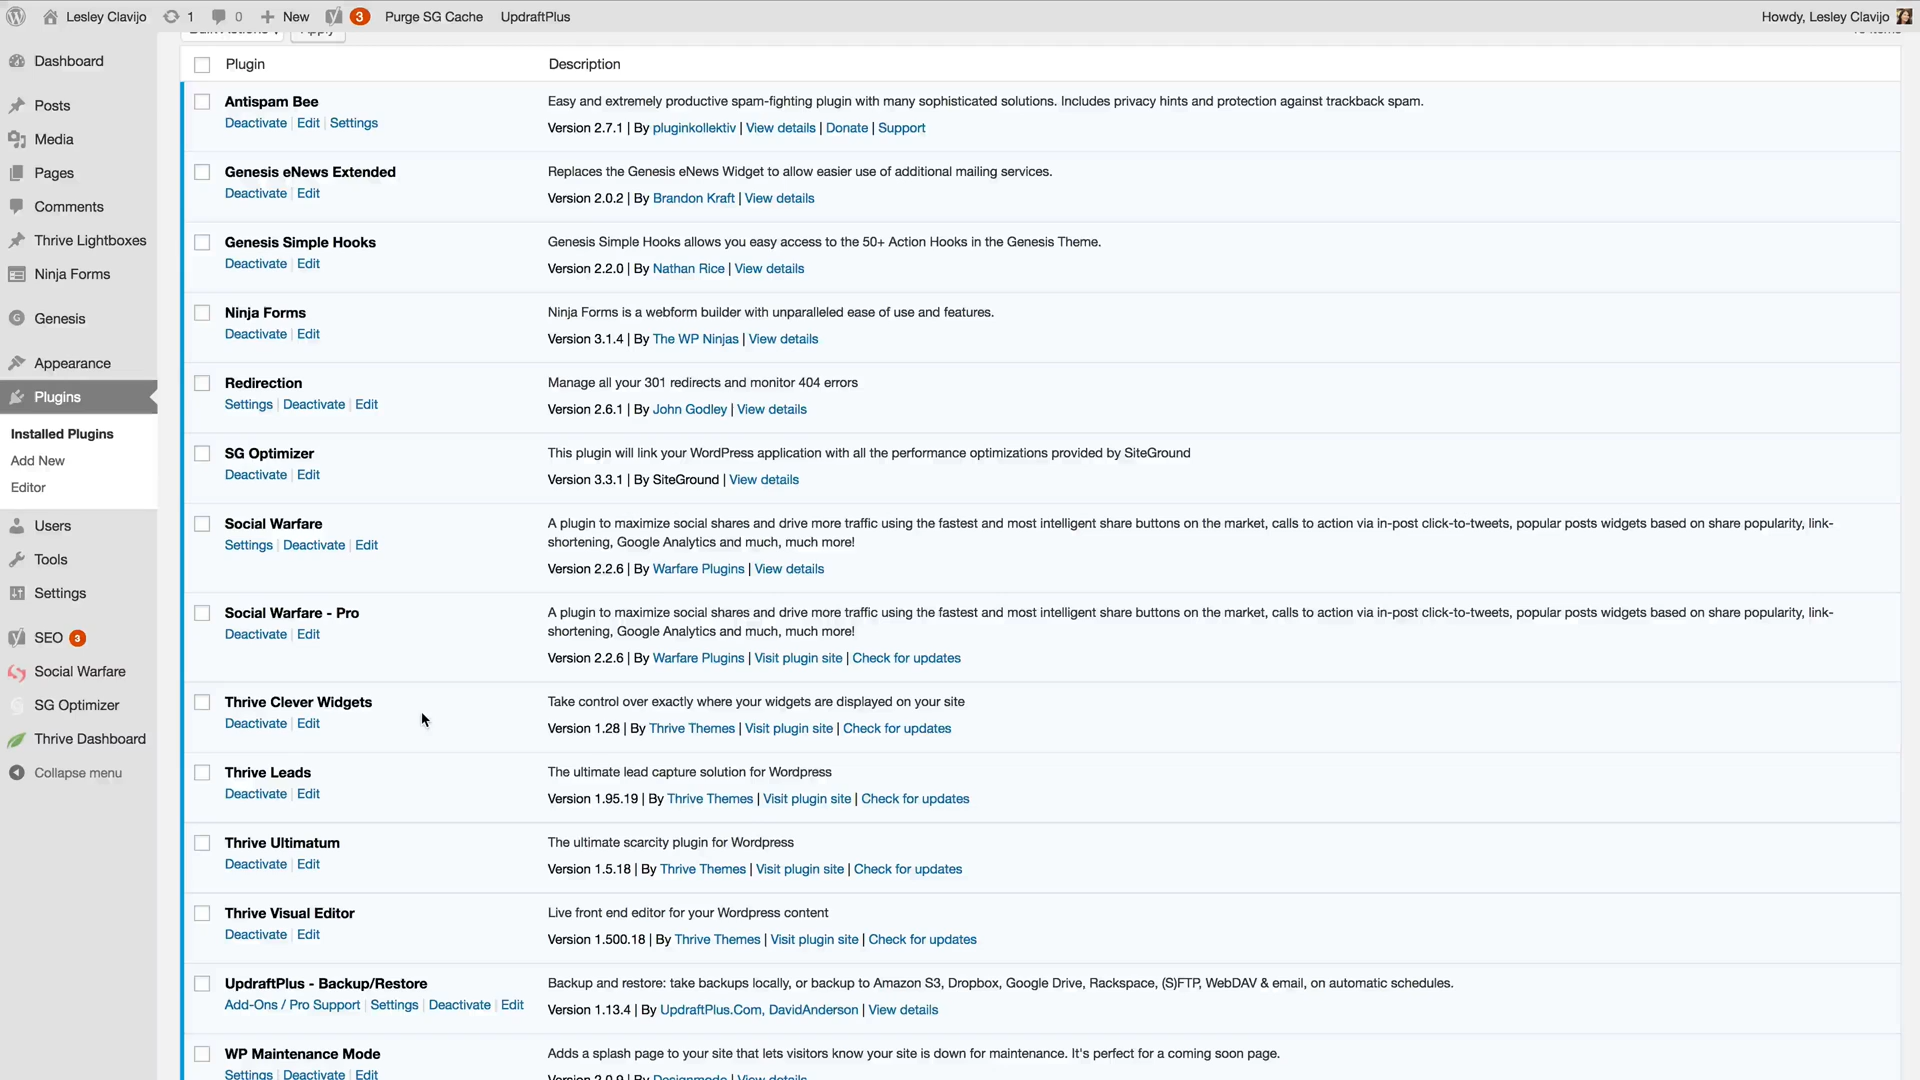 Lesley Clavijo 1 0 New 3 Purge SG Cache UpdraftPlus Howdy, Lesley Clavijo
Bulk Actions Apply items
Dashboard
Posts
Media
Pages
Comments
Thrive Lightboxes
Ninja Forms
Genesis
Appearance
Plugins
Installed Plugins
Add New
Editor
Users
Tools
Settings
SEO 3
Social Warfare
SG Optimizer
Thrive Dashboard
Collapse menu
Plugin Description
Antispam Bee
Deactivate | Edit | Settings
Easy and extremely productive spam-fighting plugin with many sophisticated solutions. Includes privacy hints and protection against trackback spam.
Version 2.7.1 | By pluginkollektiv | View details | Donate | Support
Genesis eNews Extended
Deactivate | Edit
Replaces the Genesis eNews Widget to allow easier use of additional mailing services.
Version 2.0.2 | By Brandon Kraft | View details
Genesis Simple Hooks
Deactivate | Edit
Genesis Simple Hooks allows you easy access to the 50+ Action Hooks in the Genesis Theme.
Version 2.2.0 | By Nathan Rice | View details
Ninja Forms
Deactivate | Edit
Ninja Forms is a webform builder with unparalleled ease of use and features.
Version 3.1.4 | By The WP Ninjas | View details
Redirection
Settings | Deactivate | Edit
Manage all your 301 redirects and monitor 404 errors
Version 2.6.1 | By John Godley | View details
SG Optimizer
Deactivate | Edit
This plugin will link your WordPress application with all the performance optimizations provided by SiteGround
Version 3.3.1 | By SiteGround | View details
Social Warfare
Settings | Deactivate | Edit
A plugin to maximize social shares and drive more traffic using the fastest and most intelligent share buttons on the market, calls to action via in-post click-to-tweets, popular posts widgets based on share popularity, link-
shortening, Google Analytics and much, much more!
Version 2.2.6 | By Warfare Plugins | View details
Social Warfare - Pro
Deactivate | Edit
A plugin to maximize social shares and drive more traffic using the fastest and most intelligent share buttons on the market, calls to action via in-post click-to-tweets, popular posts widgets based on share popularity, link-
shortening, Google Analytics and much, much more!
Version 2.2.6 | By Warfare Plugins | Visit plugin site | Check for updates
Thrive Clever Widgets
Deactivate | Edit
Take control over exactly where your widgets are displayed on your site
Version 1.28 | By Thrive Themes | Visit plugin site | Check for updates
Thrive Leads
Deactivate | Edit
The ultimate lead capture solution for Wordpress
Version 1.95.19 | By Thrive Themes | Visit plugin site | Check for updates
Thrive Ultimatum
Deactivate | Edit
The ultimate scarcity plugin for Wordpress
Version 1.5.18 | By Thrive Themes | Visit plugin site | Check for updates
Thrive Visual Editor
Deactivate | Edit
Live front end editor for your Wordpress content
Version 1.500.18 | By Thrive Themes | Visit plugin site | Check for updates
UpdraftPlus - Backup/Restore
Add-Ons / Pro Support | Settings | Deactivate | Edit
Backup and restore: take backups locally, or backup to Amazon S3, Dropbox, Google Drive, Rackspace, (S)FTP, WebDAV & email, on automatic schedules.
Version 1.13.4 | By UpdraftPlus.Com, DavidAnderson | View details
WP Maintenance Mode
Settings | Deactivate | Edit
Adds a splash page to your site that lets visitors know your site is down for maintenance. It's perfect for a coming soon page.
Version 2.0.9 | By Designmodo | View details